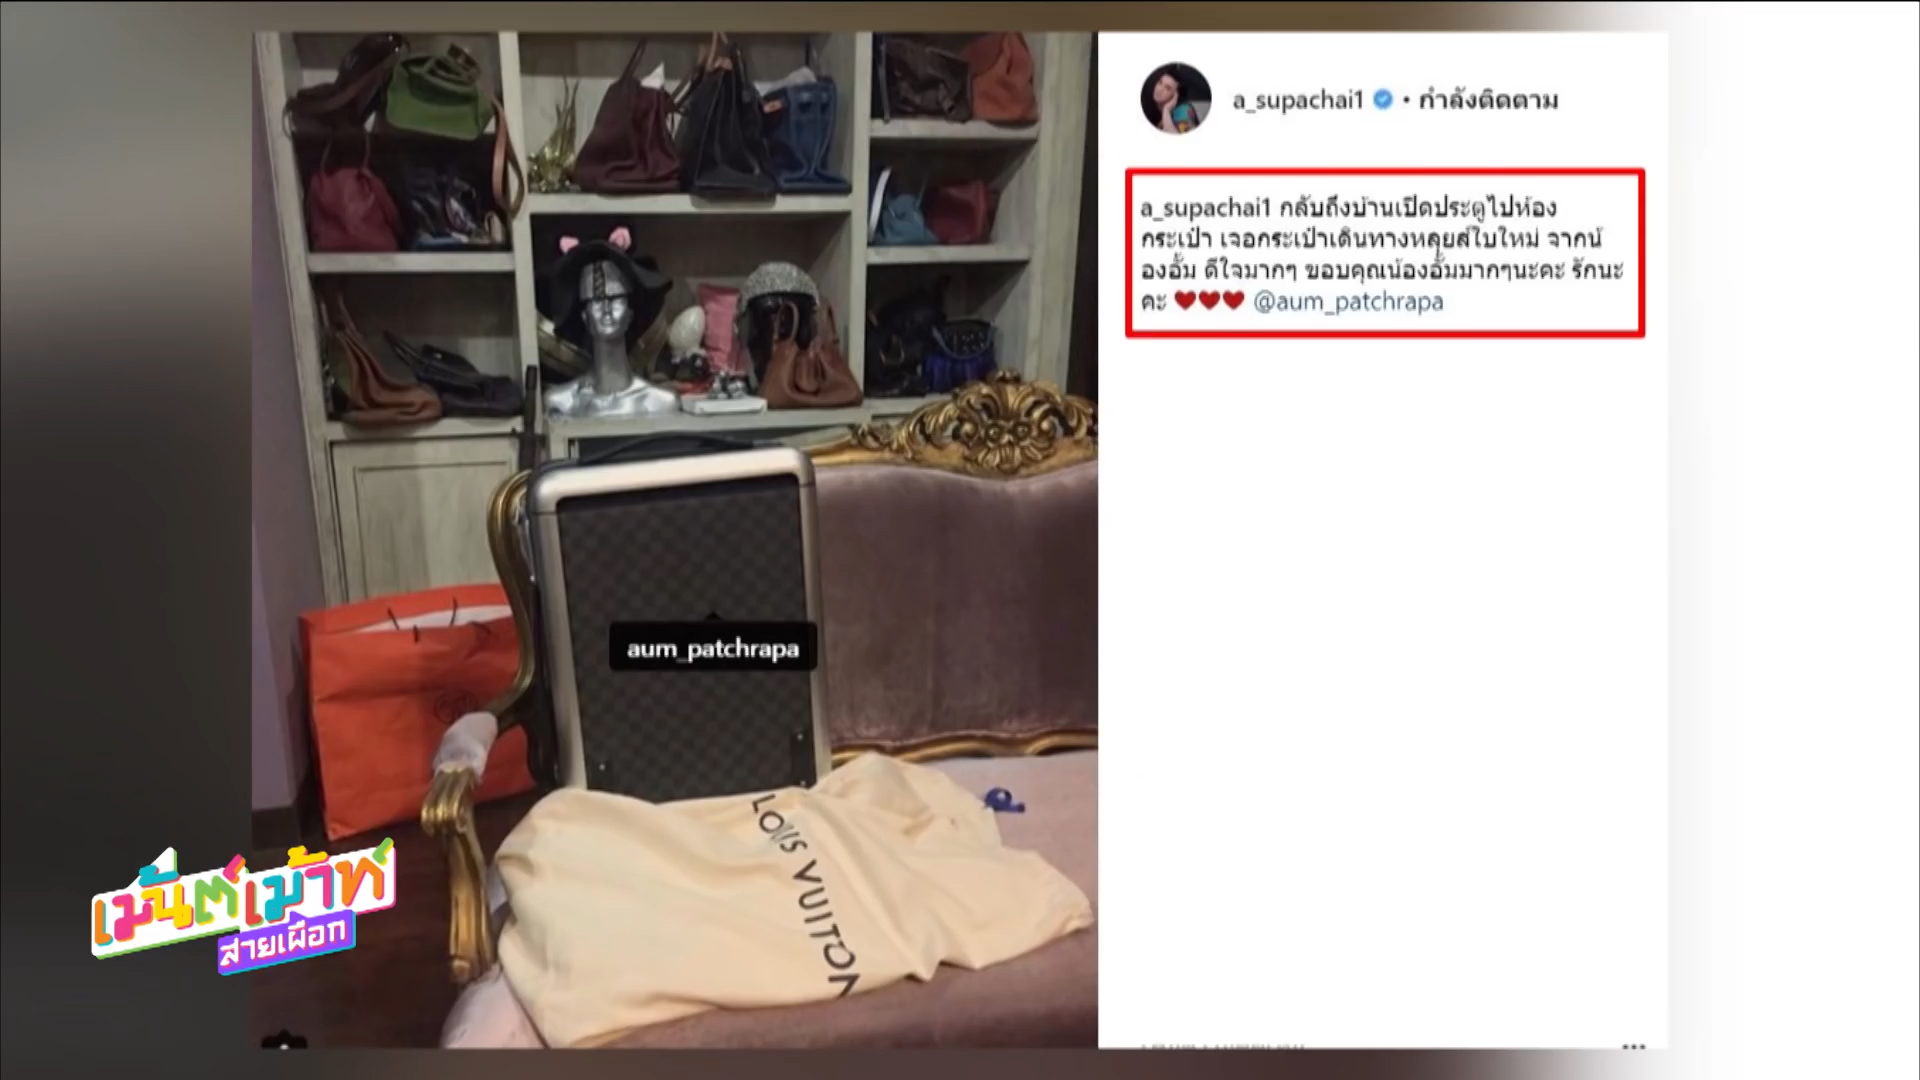 a_supachai1 • กำลังติดตาม
a_supachai1 กลับถึงบ้านเปิดประตูไปห้อง
กระเป๋า เจอกระเป๋าเดินทางหลุยส์ใบใหม่ จากน้
องอั้ม ดีใจมากๆ ขอบคุณน้องอั้มมากๆนะคะ รักนะ
คะ ❤❤❤ @aum_patchrapa
aum_patchrapa
LOUIS VUITTON
เม้นต์เม้าท์
สายเผือก